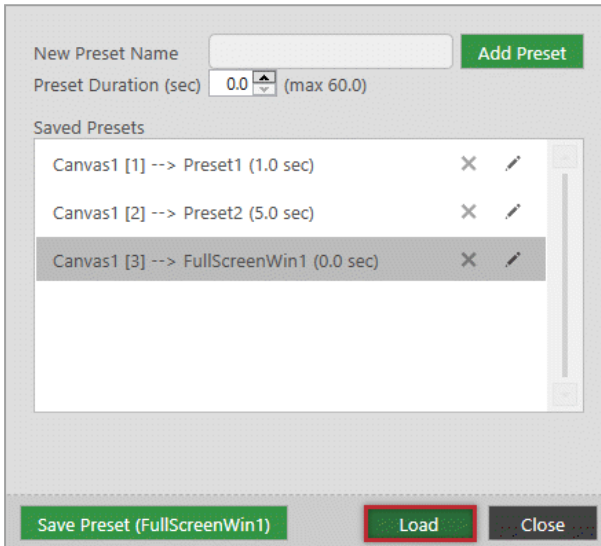 New Preset Name
Add Preset
Preset Duration (sec) 0.0 (max 60.0)
Saved Presets
Canvas1 [1] --> Preset1 (1.0 sec)
Canvas1 [2] --> Preset2 (5.0 sec)
Canvas1 [3] --> FullScreenWin1 (0.0 sec)
Save Preset (FullScreenWin1) Load Close